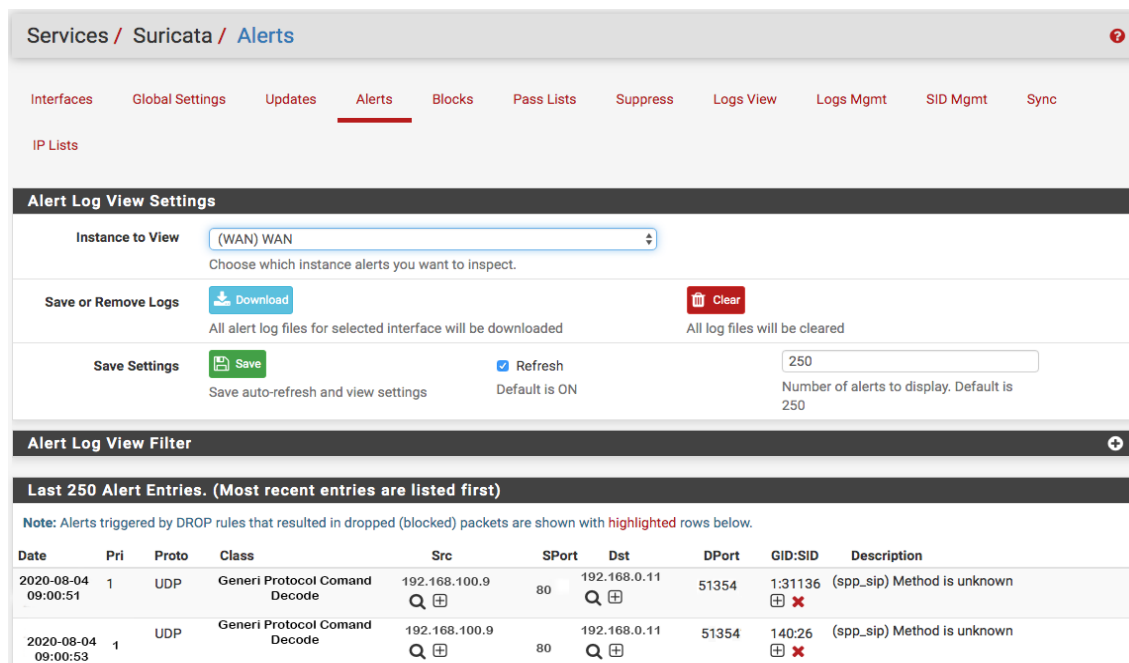 Services / Suricata / Alerts
Interfaces Global Settings Updates Alerts Blocks Pass Lists Suppress Logs View Logs Mgmt SID Mgmt Sync
IP Lists
Alert Log View Settings
Instance to View (WAN) WAN
Choose which instance alerts you want to inspect.
Save or Remove Logs Download Clear
All alert log files for selected interface will be downloaded All log files will be cleared
Save Settings Save Refresh 250
Save auto-refresh and view settings Default is ON Number of alerts to display. Default is
250
Alert Log View Filter
Last 250 Alert Entries. (Most recent entries are listed first)
Note: Alerts triggered by DROP rules that resulted in dropped (blocked) packets are shown with highlighted rows below.
Date Pri Proto Class Src SPort Dst DPort GID:SID Description
2020-08-04 1 UDP Generi Protocol Comand 192.168.100.9 80 192.168.0.11 51354 1:31136 (spp_sip) Method is unknown
09:00:51 Decode
2020-08-04 1 UDP Generi Protocol Comand 192.168.100.9 80 192.168.0.11 51354 140:26 (spp_sip) Method is unknown
09:00:53 Decode